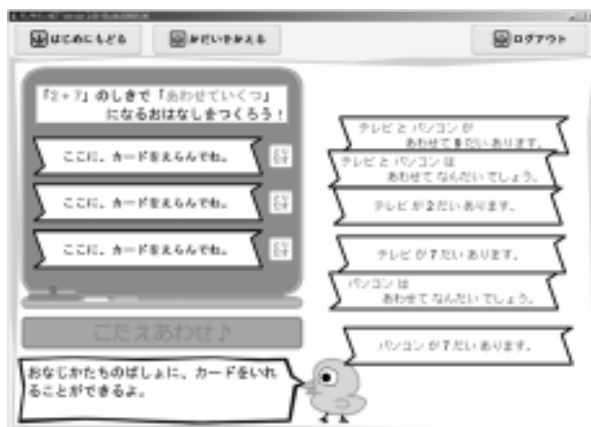 はじめにもどる
かだいをかえる
ログアウト
「2+7」のしきで「あわせていくつ」
になるおはなしをつくろう！
ここに、カードをえらんでね。
ここに、カードをえらんでね。
ここに、カードをえらんでね。
こたえあわせ♪
おなじかたちのばしょに、カードをいれ
ることができるよ。
テレビ と パソコン が
あわせて 9 だい あります。
テレビ と パソコン は
あわせて なんだい でしょう。
テレビ が 2 だい あります。
テレビ が 7 だい あります。
パソコン は
あわせて なんだい でしょう。
パソコン が 7 だい あります。